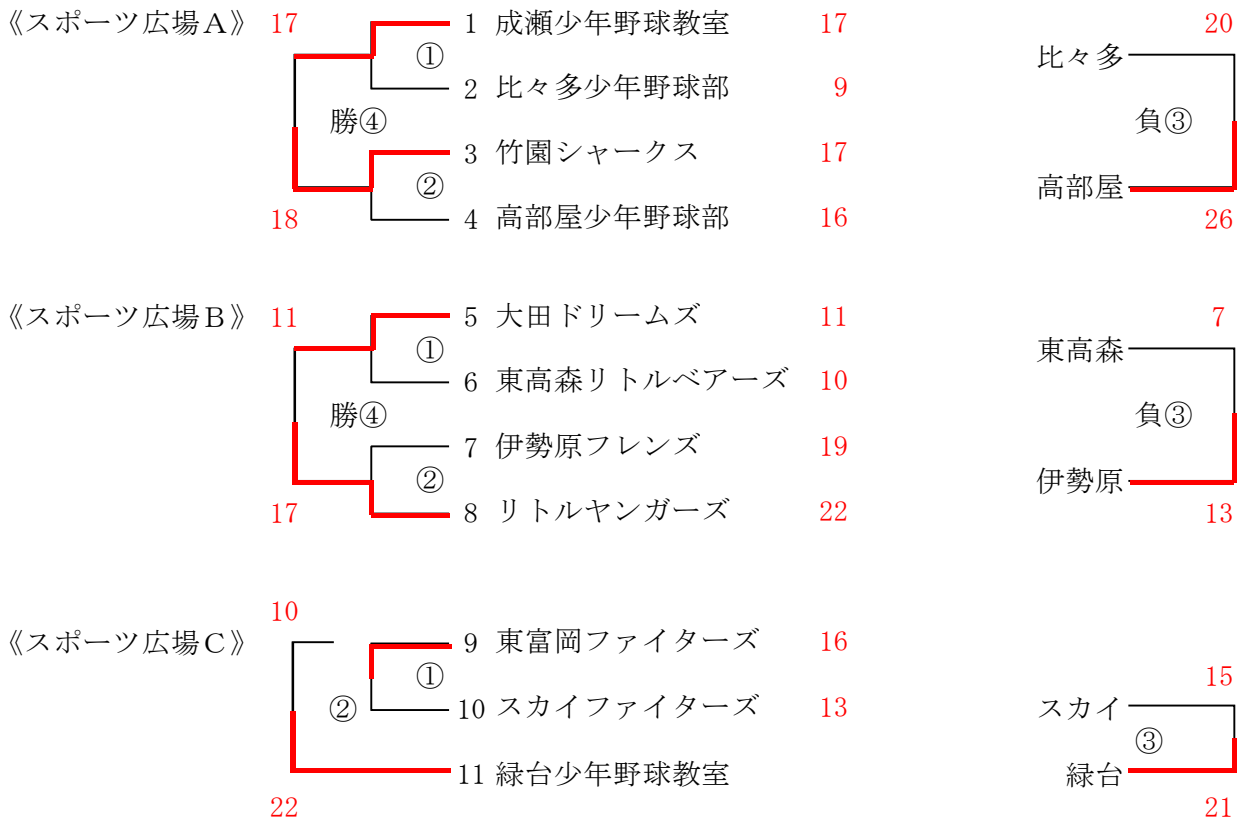 《スポーツ広場A》 17 1 成瀬少年野球教室 17 20
① 比々多
2 比々多少年野球部 9
勝④ 負③
3 竹園シャークス 17
② 高部屋
18 4 高部屋少年野球部 16 26
《スポーツ広場B》 11 5 大田ドリームズ 11 7
① 東高森
6 東高森リトルベアーズ 10
勝④ 負③
7 伊勢原フレンズ 19
② 伊勢原
17 8 リトルヤンガーズ 22 13
10
《スポーツ広場C》 9 東富岡ファイターズ 16
① 15
② 10 スカイファイターズ 13 スカイ
③
11 緑台少年野球教室 緑台
22 21